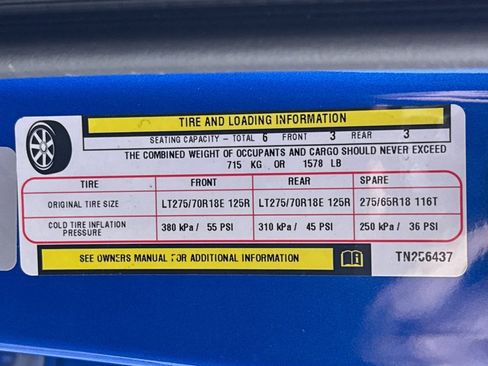 TIRE AND LOADING INFORMATION
SEATING CAPACITY - TOTAL 6 FRONT 3 REAR 3
THE COMBINED WEIGHT OF OCCUPANTS AND CARGO SHOULD NEVER EXCEED
715 KG OR 1578 LB
TIRE FRONT REAR SPARE
ORIGINAL TIRE SIZE LT275/70R18E 125R LT275/70R18E 125R 275/65R18 116T
COLD TIRE INFLATION PRESSURE 380 kPa / 55 PSI 310 kPa / 45 PSI 250 kPa / 36 PSI
SEE OWNERS MANUAL FOR ADDITIONAL INFORMATION TN256437